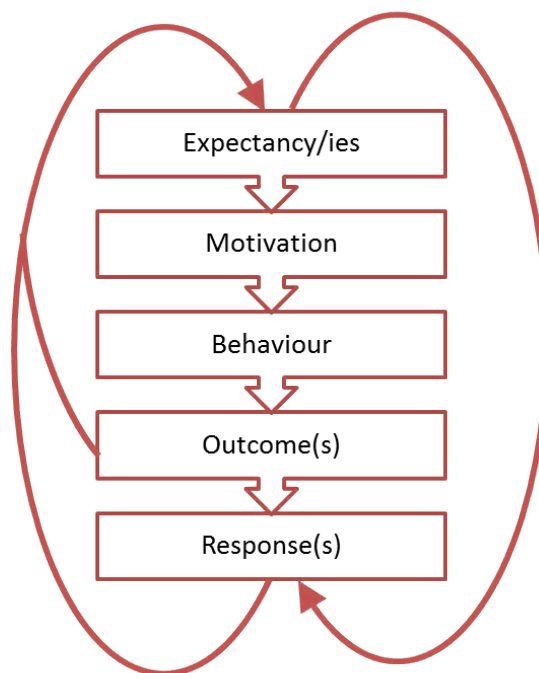 Expectancy/ies
Motivation
Behaviour
Outcome(s)
Response(s)